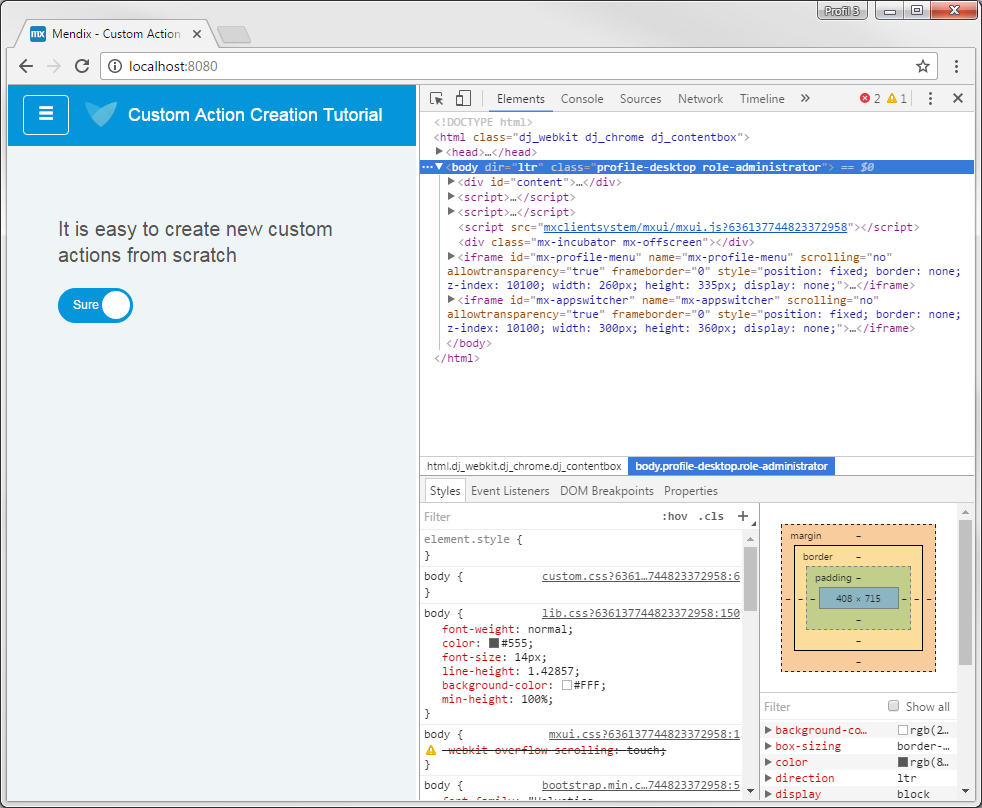 Profil 3
mx Mendix - Custom Action
localhost:8080
Custom Action Creation Tutorial
It is easy to create new custom
actions from scratch
Sure
Elements Console Sources Network Timeline » 2 1
<!DOCTYPE html>
<html class="dj_webkit dj_chrome dj_contentbox">
<head>…</head>
<body dir="ltr" class="profile-desktop role-administrator"> == $0
<div id="content">…</div>
<script>…</script>
<script>…</script>
<script src="mxclientsystem/mxui/mxui.js?636137744823372958"></script>
<div class="mx-incubator mx-offscreen"></div>
<iframe id="mx-profile-menu" name="mx-profile-menu" scrolling="no"
allowtransparency="true" frameborder="0" style="position: fixed; border: none;
z-index: 10100; width: 260px; height: 335px; display: none;">…</iframe>
<iframe id="mx-appswitcher" name="mx-appswitcher" scrolling="no"
allowtransparency="true" frameborder="0" style="position: fixed; border: none;
z-index: 10100; width: 300px; height: 360px; display: none;">…</iframe>
</body>
</html>
html.dj_webkit.dj_chrome.dj_contentbox body.profile-desktop.role-administrator
Styles Event Listeners DOM Breakpoints Properties
Filter :hov .cls +
element.style {
}
body { custom.css?6361…744823372958:6
}
body { lib.css?636137744823372958:150
font-weight: normal;
color: #555;
font-size: 14px;
line-height: 1.42857;
background-color: #FFF;
min-height: 100%;
}
body { mxui.css?636137744823372958:1
-webkit-overflow-scrolling: touch;
}
body { bootstrap.min.c…744823372958:5
font-family: "Helvetica
margin –
border –
padding –
– – – 408 × 715 – – –
–
–
–
Filter Show all
background-co… rgb(2…
box-sizing border-…
color rgb(8…
direction ltr
display block